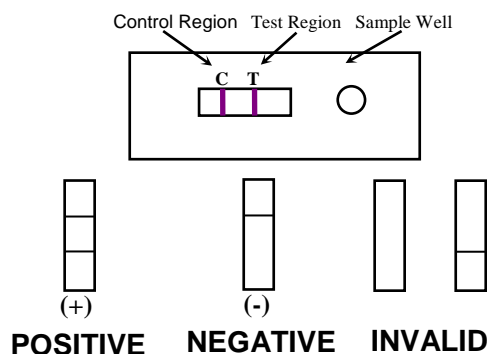 Control Region Test Region Sample Well
C T
(+) (-)
POSITIVE NEGATIVE INVALID